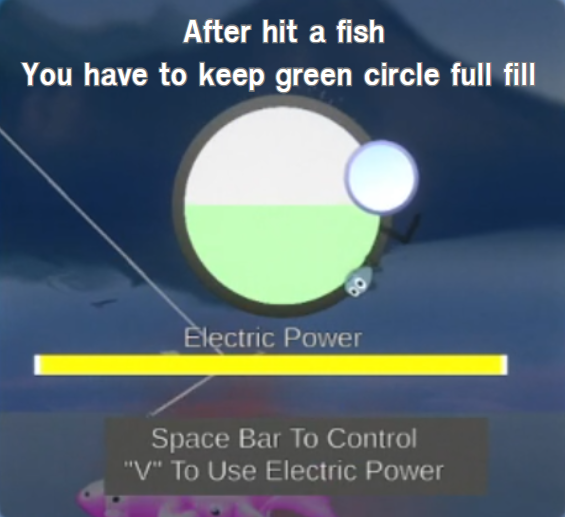 After hit a fish
You have to keep green circle full fill
Electric Power
Space Bar To Control
"V" To Use Electric Power